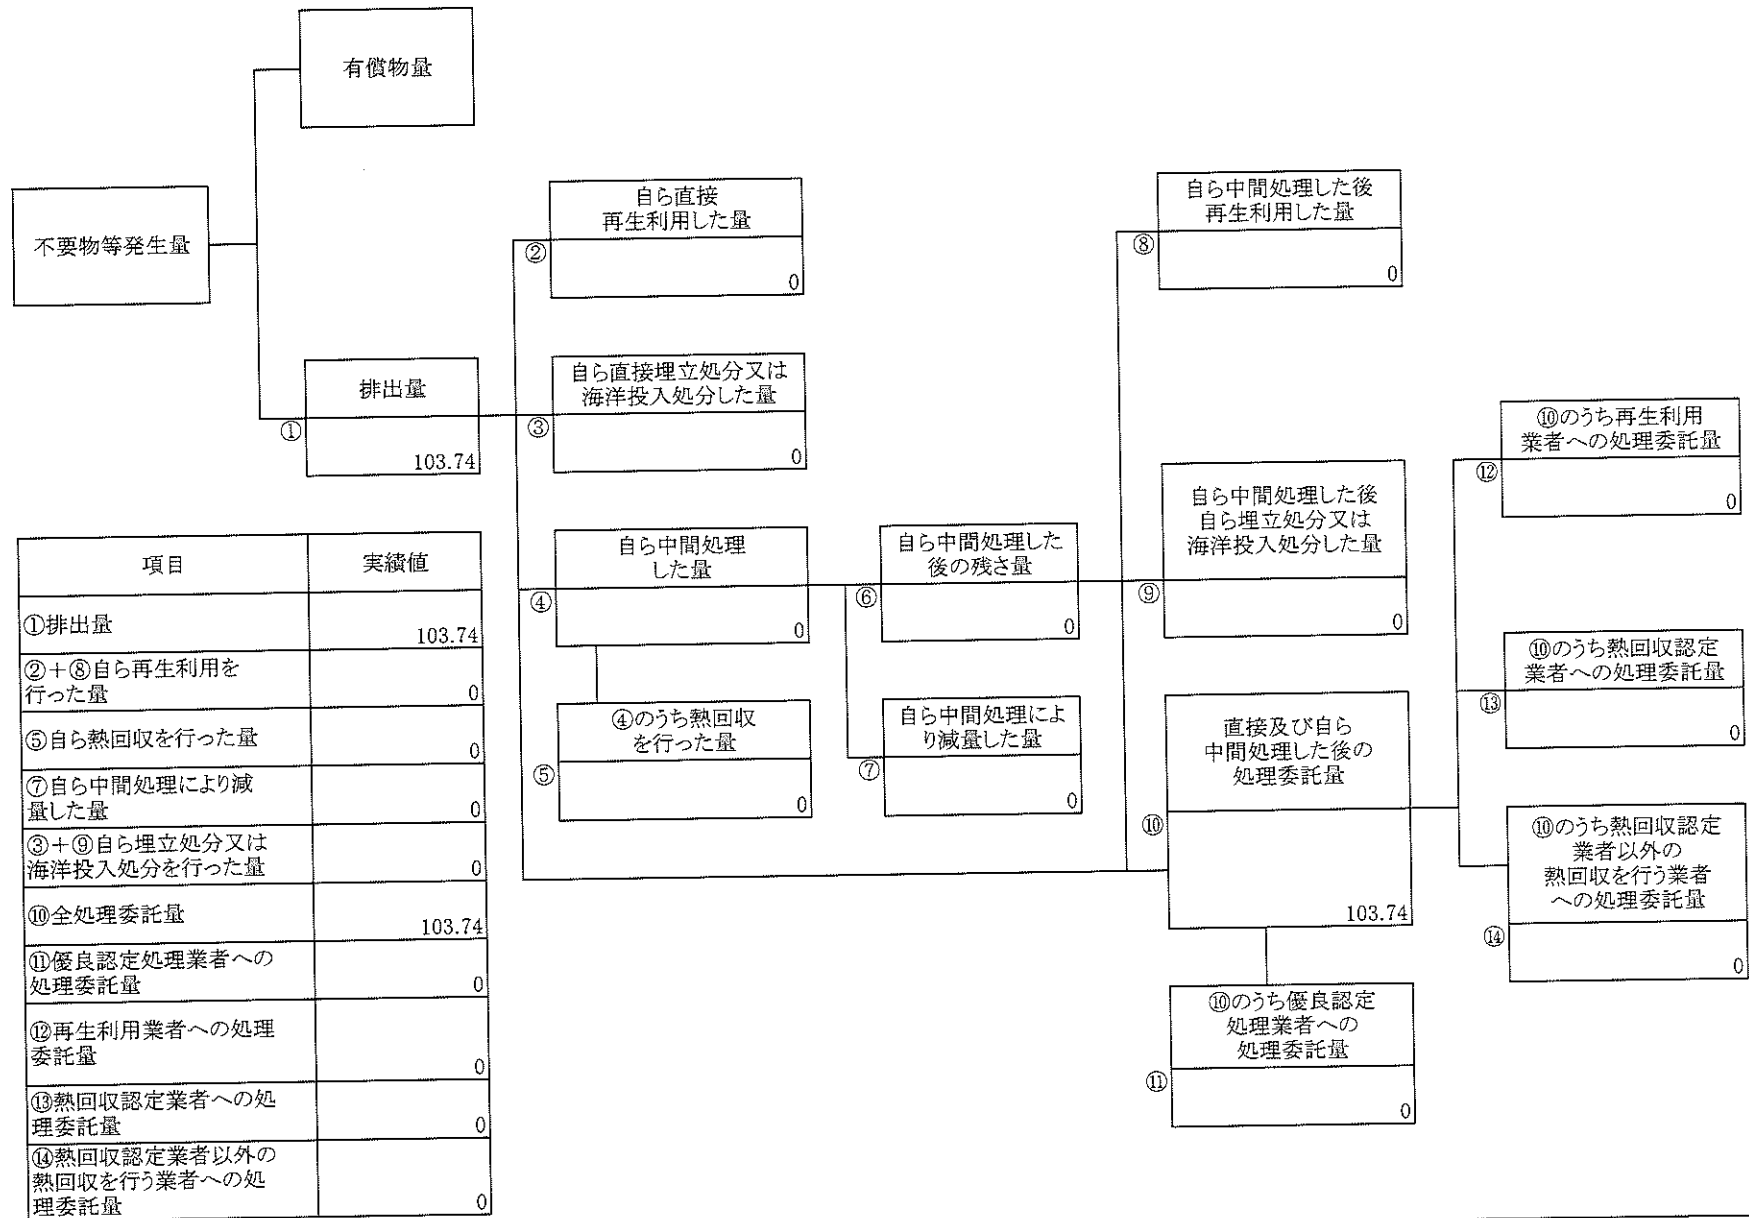 有償物量
不要物等発生量
排出量
①
103.74
自ら直接
再生利用した量
②
0
自ら直接埋立処分又は
海洋投入処分した量
③
0
自ら中間処理
した量
④
0
④のうち熱回収
を行った量
⑤
0
自ら中間処理した
後の残さ量
⑥
0
自ら中間処理によ
り減量した量
⑦
0
自ら中間処理した後
再生利用した量
⑧
0
自ら中間処理した後
自ら埋立処分又は
海洋投入処分した量
⑨
0
直接及び自ら
中間処理した後の
処理委託量
⑩
103.74
⑩のうち優良認定
処理業者への
処理委託量
⑪
0
⑩のうち再生利用
業者への処理委託量
⑫
0
⑩のうち熱回収認定
業者への処理委託量
⑬
0
⑩のうち熱回収認定
業者以外の
熱回収を行う業者
への処理委託量
⑭
0
項目 実績値
①排出量 103.74
②＋⑧自ら再生利用を
行った量 0
⑤自ら熱回収を行った量 0
⑦自ら中間処理により減
量した量 0
③＋⑨自ら埋立処分又は
海洋投入処分を行った量 0
⑩全処理委託量 103.74
⑪優良認定処理業者への
処理委託量 0
⑫再生利用業者への処理
委託量 0
⑬熱回収認定業者への処
理委託量 0
⑭熱回収認定業者以外の
熱回収を行う業者への処
理委託量 0